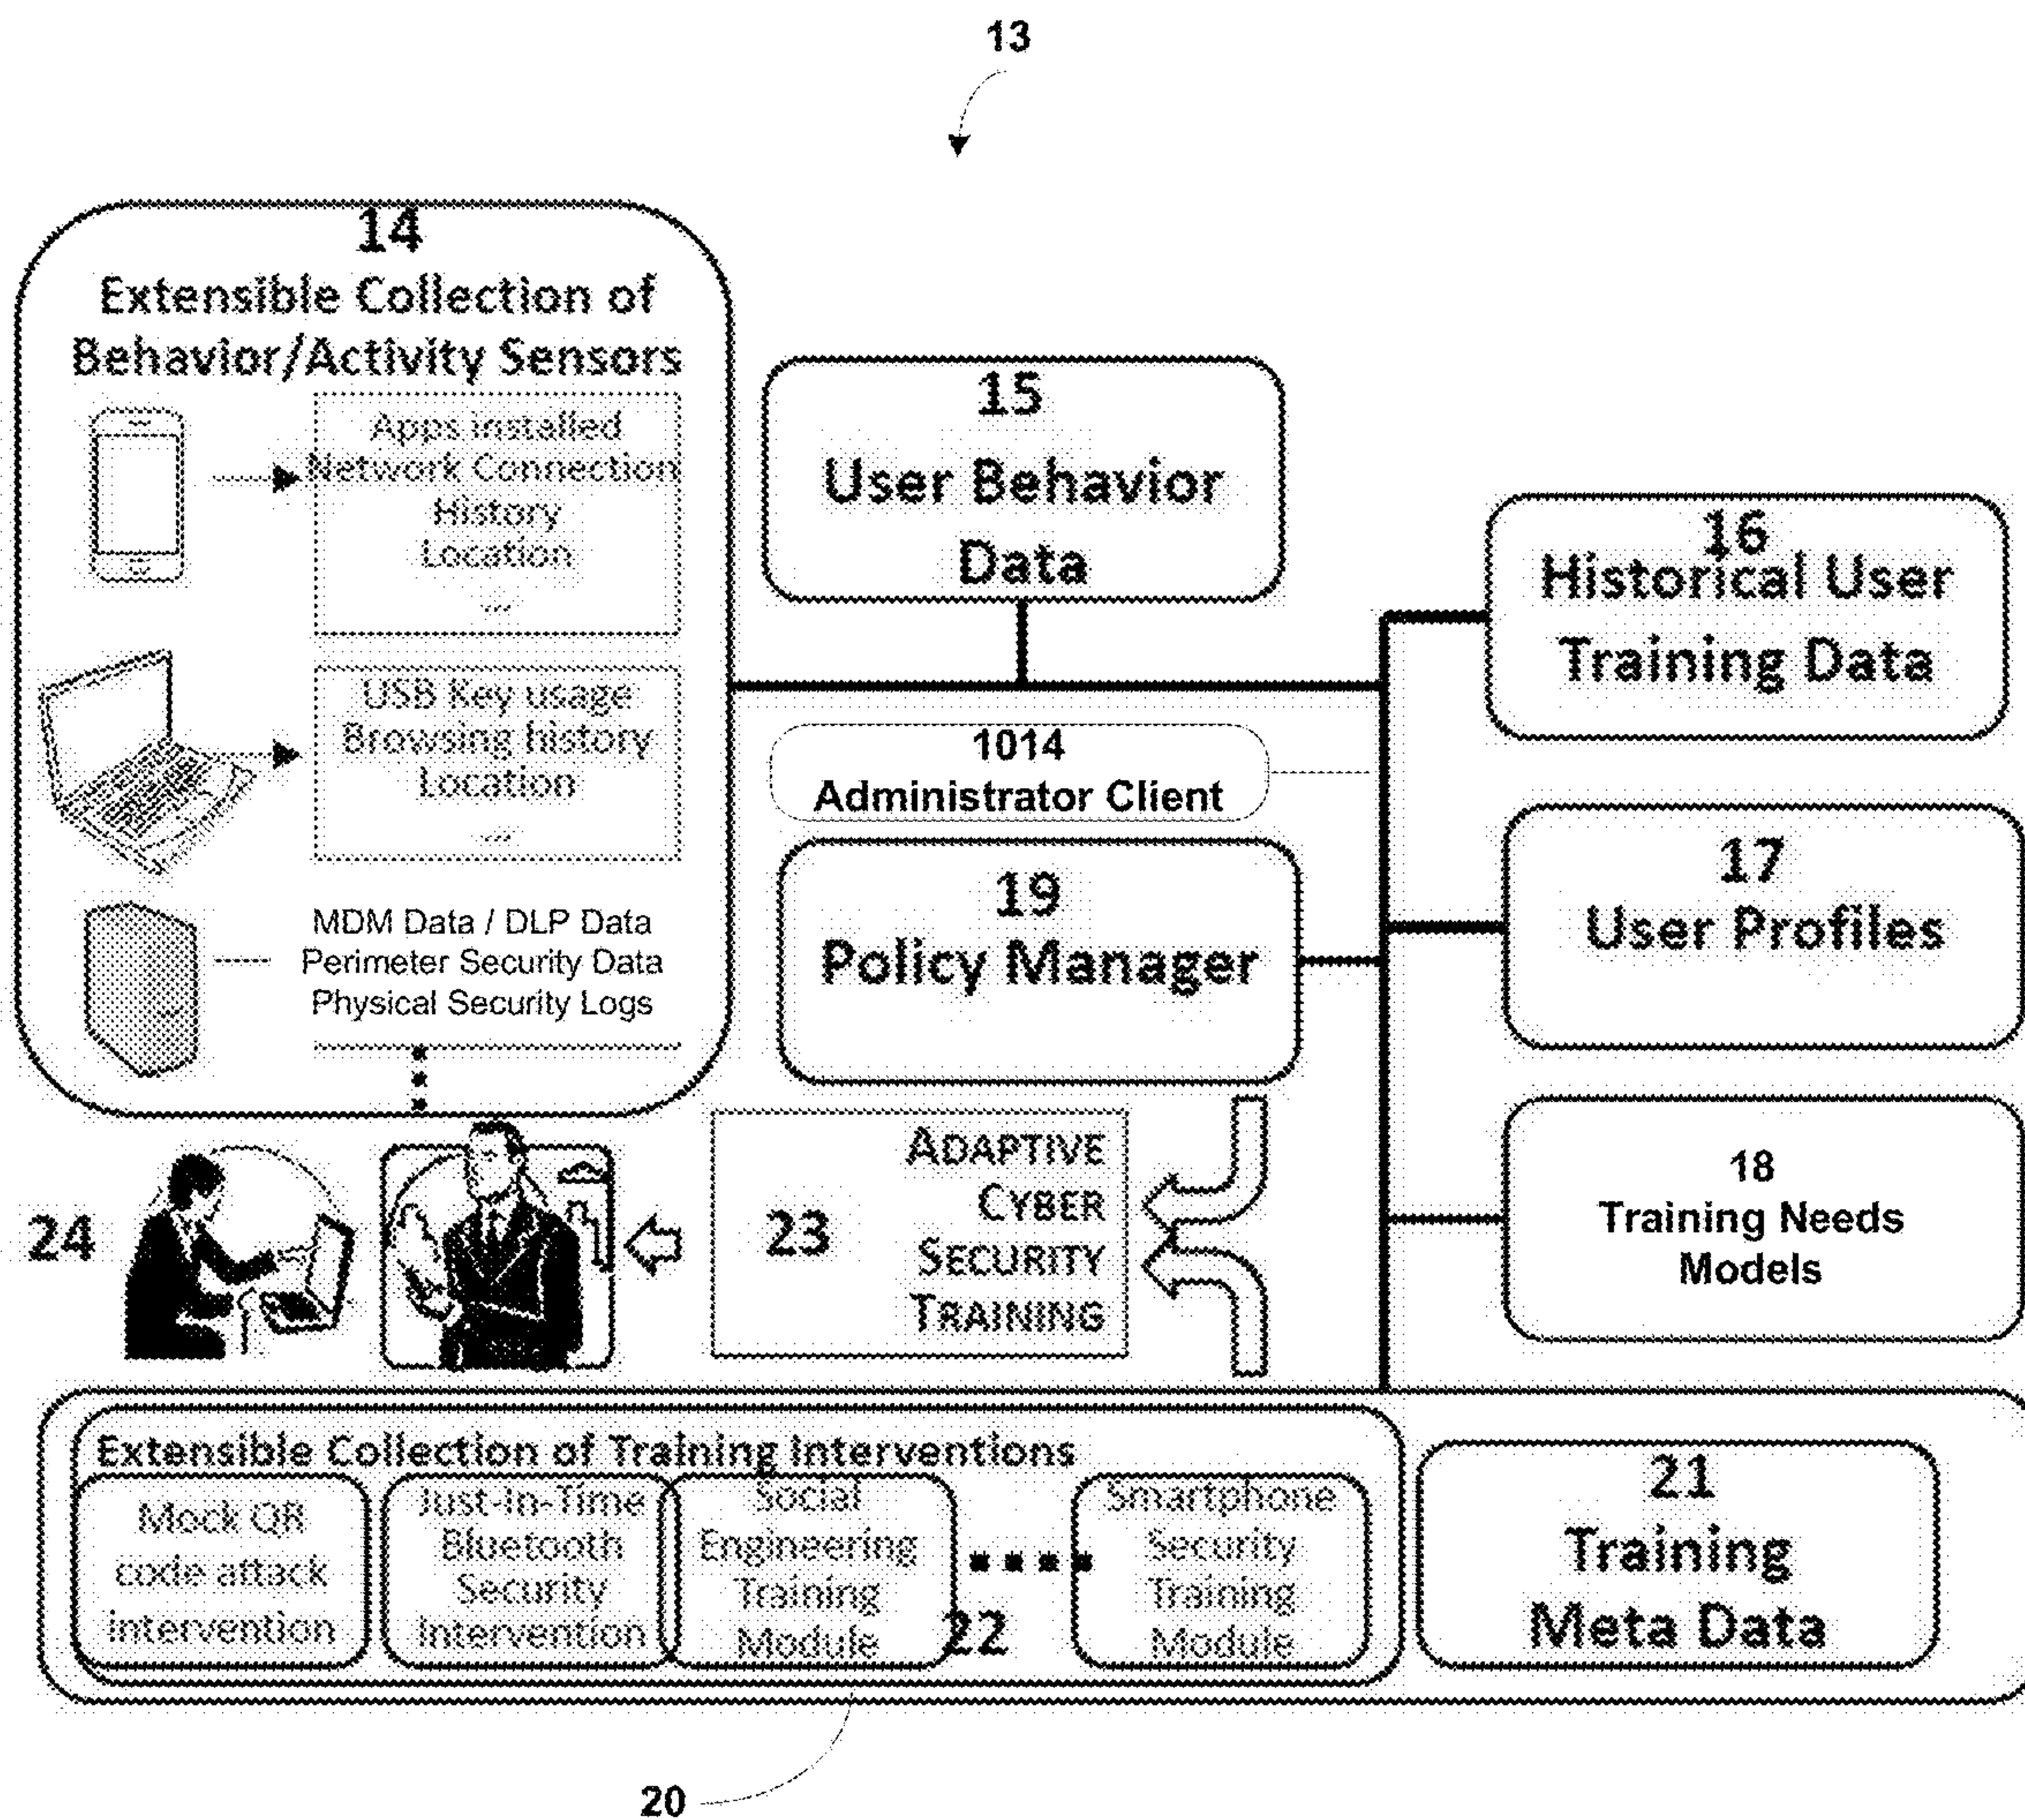 13
14
Extensible Collection of
Behavior/Activity Sensors
Apps installed
Network Connection
History
Location
...
USB Key usage
Browsing history
Location
...
MDM Data / DLP Data
Perimeter Security Data
Physical Security Logs
15
User Behavior
Data
16
Historical User
Training Data
1014
Administrator Client
17
User Profiles
19
Policy Manager
18
Training Needs
Models
24
23
ADAPTIVE
CYBER
SECURITY
TRAINING
Extensible Collection of Training Interventions
Mock QR
code attack
intervention
Just-In-Time
Bluetooth
Security
Intervention
Social
Engineering
Training
Module
22
Smartphone
Security
Training
Module
21
Training
Meta Data
20